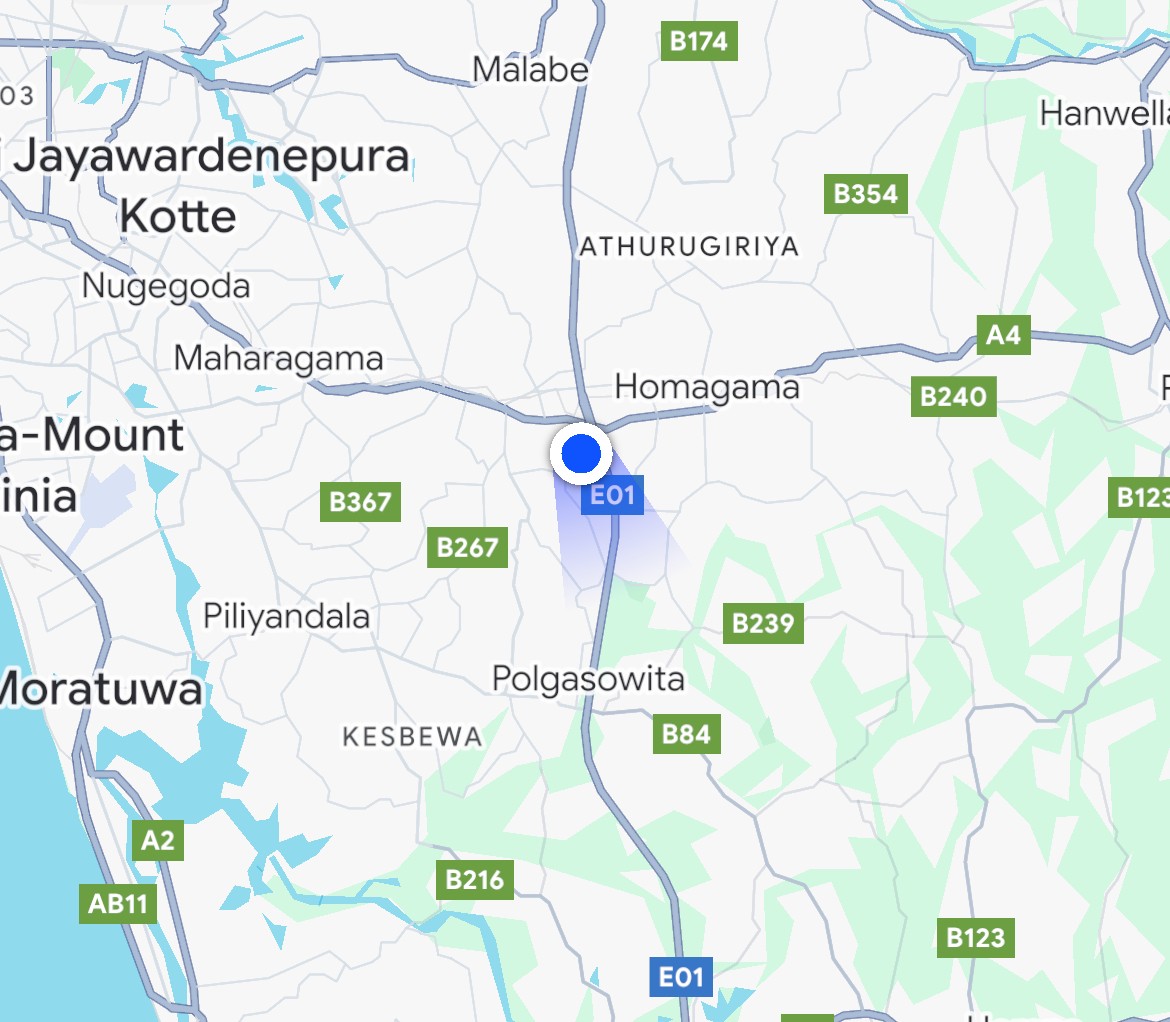 B174
Malabe
03
Hanwella
Jayawardenepura
Kotte
B354
ATHURUGIRIYA
Nugegoda
A4
Maharagama
Homagama
B240
a-Mount
inia
E01
B367
B123
B267
Piliyandala
B239
Polgasowita
Moratuwa
KESBEWA
B84
A2
B216
AB11
B123
E01